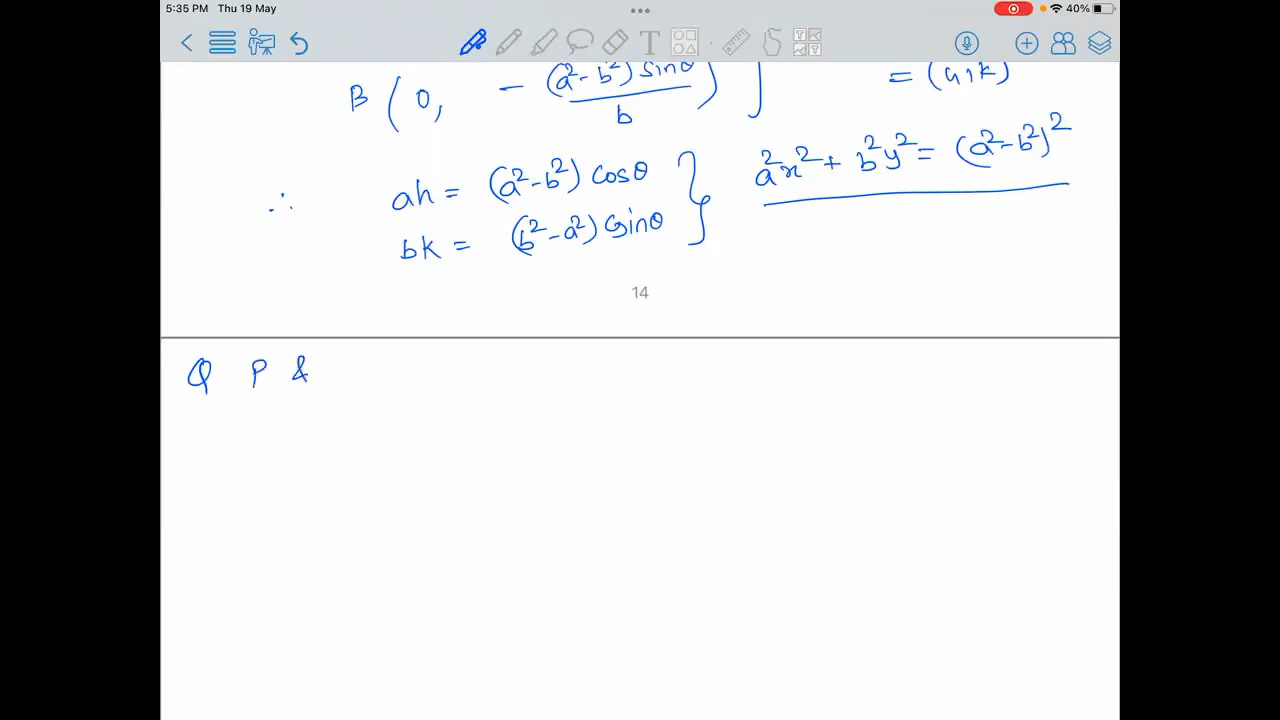 5:35 PM Thu 19 May
40%
B ( 0, - (a² - b²) sinθ / b ) ] = (h, k)
∴ ah = (a² - b²) cosθ } a²x² + b²y² = (a² - b²)²
bk = (b² - a²) sinθ
14
Q P &